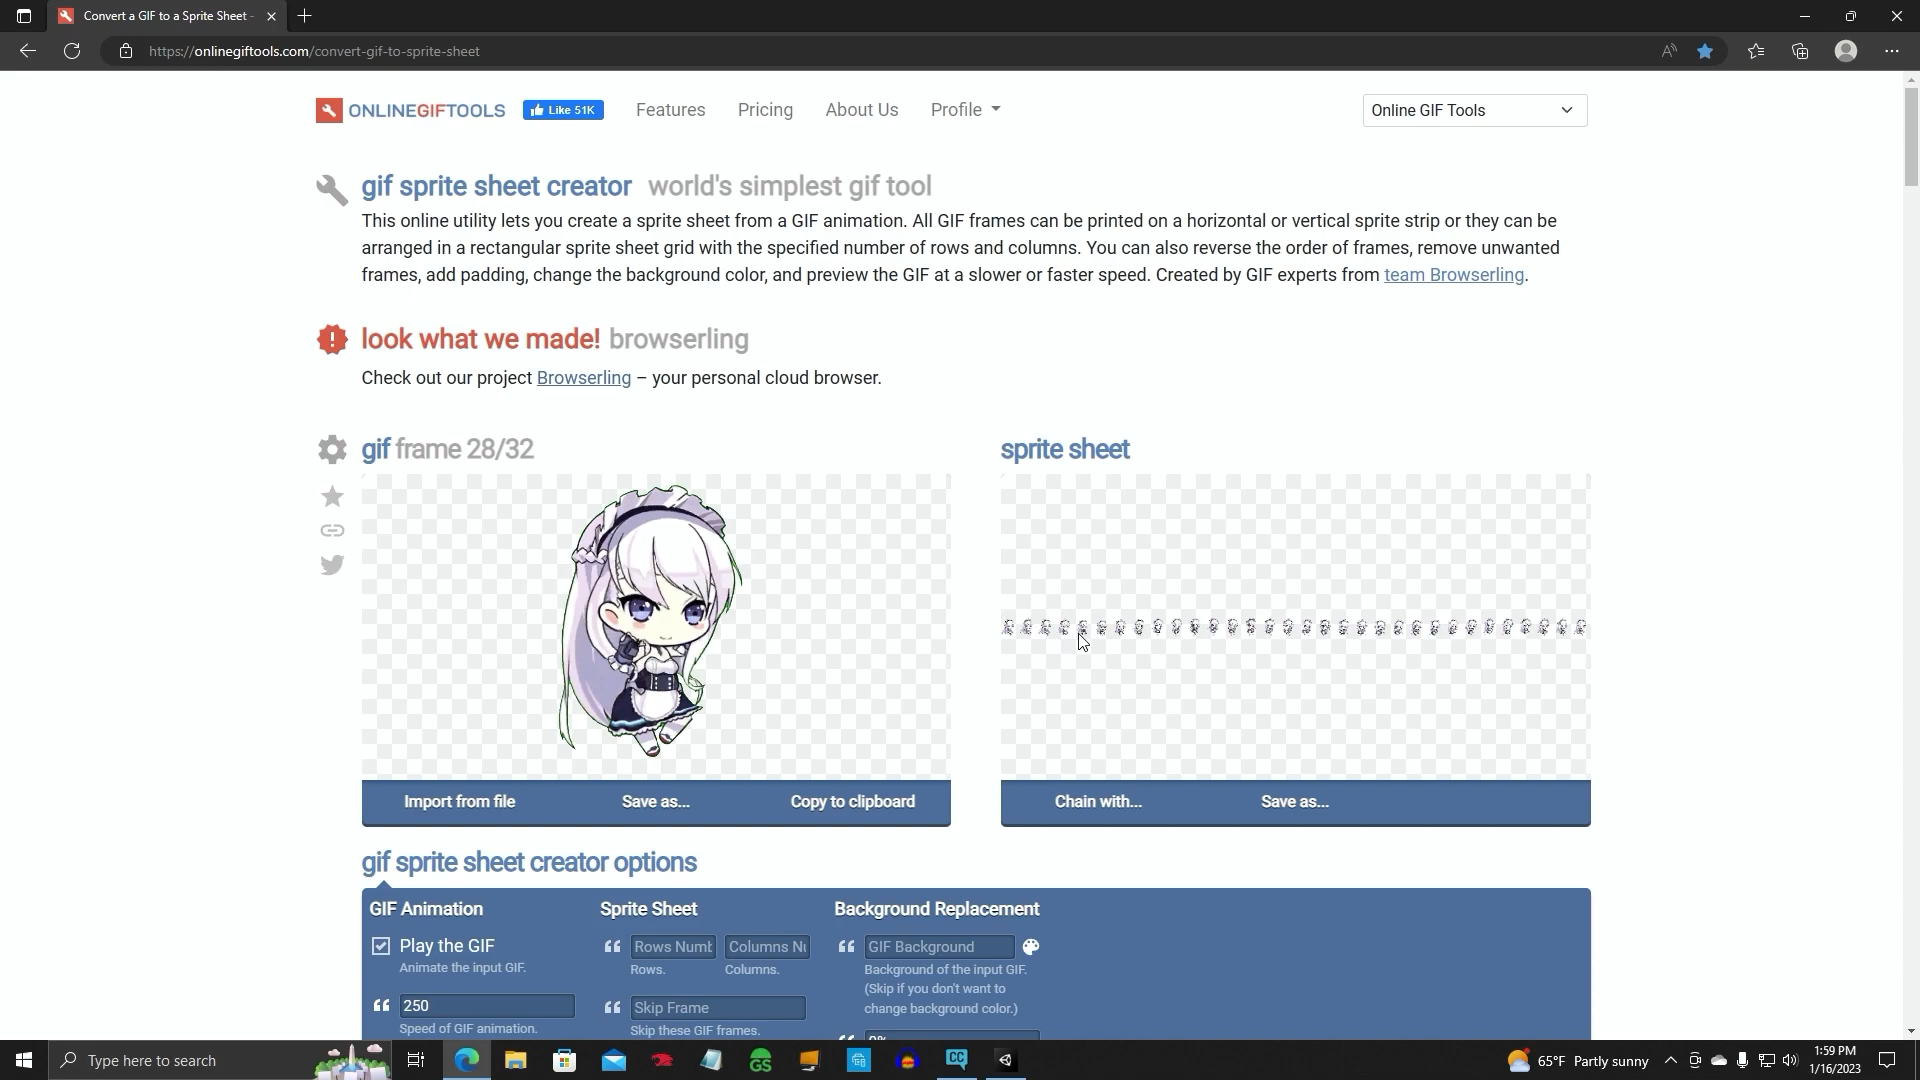 Convert a GIF to a Sprite Sheet -
https://onlinegiftools.com/convert-gif-to-sprite-sheet
ONLINEGIFTOOLS
Like 51K
Features
Pricing
About Us
Profile
Online GIF Tools
gif sprite sheet creator world's simplest gif tool
This online utility lets you create a sprite sheet from a GIF animation. All GIF frames can be printed on a horizontal or vertical sprite strip or they can be
arranged in a rectangular sprite sheet grid with the specified number of rows and columns. You can also reverse the order of frames, remove unwanted
frames, add padding, change the background color, and preview the GIF at a slower or faster speed. Created by GIF experts from team Browserling.
look what we made! browserling
Check out our project Browserling – your personal cloud browser.
gif frame 28/32
sprite sheet
Import from file
Save as...
Copy to clipboard
Chain with...
Save as...
gif sprite sheet creator options
GIF Animation
Sprite Sheet
Background Replacement
Play the GIF
Animate the input GIF.
Rows Numb
Columns Nu
Rows.
Columns.
GIF Background
Background of the input GIF.
(Skip if you don't want to
change background color.)
250
Speed of GIF animation.
Skip Frame
Skip these GIF frames.
Type here to search
GS
CC
65°F Partly sunny
1:59 PM
1/16/2023